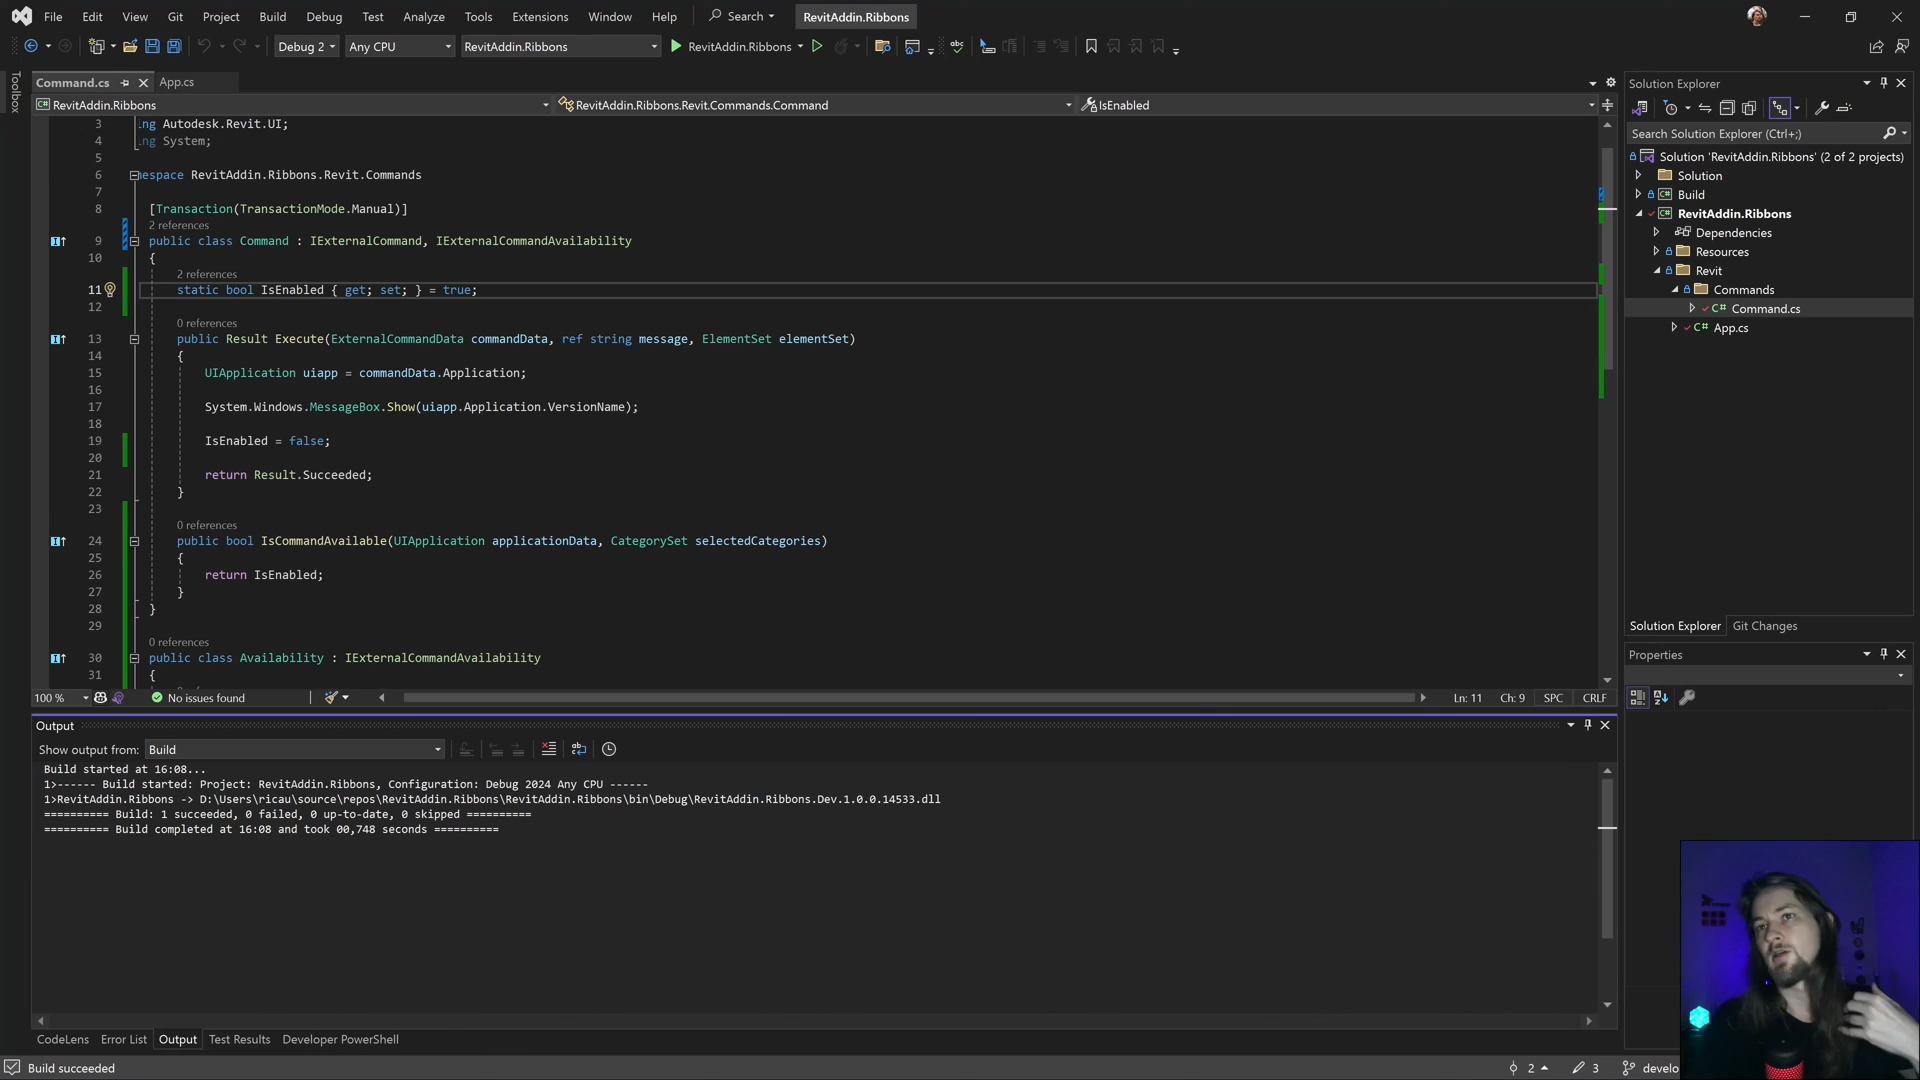 File Edit View Git Project Build Debug Test Analyze Tools Extensions Window Help Search RevitAddin.Ribbons
Debug 2 Any CPU RevitAddin.Ribbons RevitAddin.Ribbons
Toolbox
Command.cs App.cs
RevitAddin.Ribbons RevitAddin.Ribbons.Revit.Commands.Command IsEnabled
3 ng Autodesk.Revit.UI;
4 ng System;
5
6 espace RevitAddin.Ribbons.Revit.Commands
7
8 [Transaction(TransactionMode.Manual)]
2 references
9 public class Command : IExternalCommand, IExternalCommandAvailability
10 {
2 references
11 static bool IsEnabled { get; set; } = true;
12
0 references
13 public Result Execute(ExternalCommandData commandData, ref string message, ElementSet elementSet)
14 {
15 UIApplication uiapp = commandData.Application;
16
17 System.Windows.MessageBox.Show(uiapp.Application.VersionName);
18
19 IsEnabled = false;
20
21 return Result.Succeeded;
22 }
23
0 references
24 public bool IsCommandAvailable(UIApplication applicationData, CategorySet selectedCategories)
25 {
26 return IsEnabled;
27 }
28 }
29
0 references
30 public class Availability : IExternalCommandAvailability
31 {
100 % No issues found Ln: 11 Ch: 9 SPC CRLF
Output
Show output from: Build
Build started at 16:08...
1>------ Build started: Project: RevitAddin.Ribbons, Configuration: Debug 2024 Any CPU ------
1>RevitAddin.Ribbons -> D:\Users\ricau\source\repos\RevitAddin.Ribbons\RevitAddin.Ribbons\bin\Debug\RevitAddin.Ribbons.Dev.1.0.0.14533.dll
========== Build: 1 succeeded, 0 failed, 0 up-to-date, 0 skipped ==========
========== Build completed at 16:08 and took 00,748 seconds ==========
CodeLens Error List Output Test Results Developer PowerShell
Build succeeded 2 3 develo
Solution Explorer
Search Solution Explorer (Ctrl+;)
Solution 'RevitAddin.Ribbons' (2 of 2 projects)
Solution
Build
RevitAddin.Ribbons
Dependencies
Resources
Revit
Commands
Command.cs
App.cs
Solution Explorer Git Changes
Properties